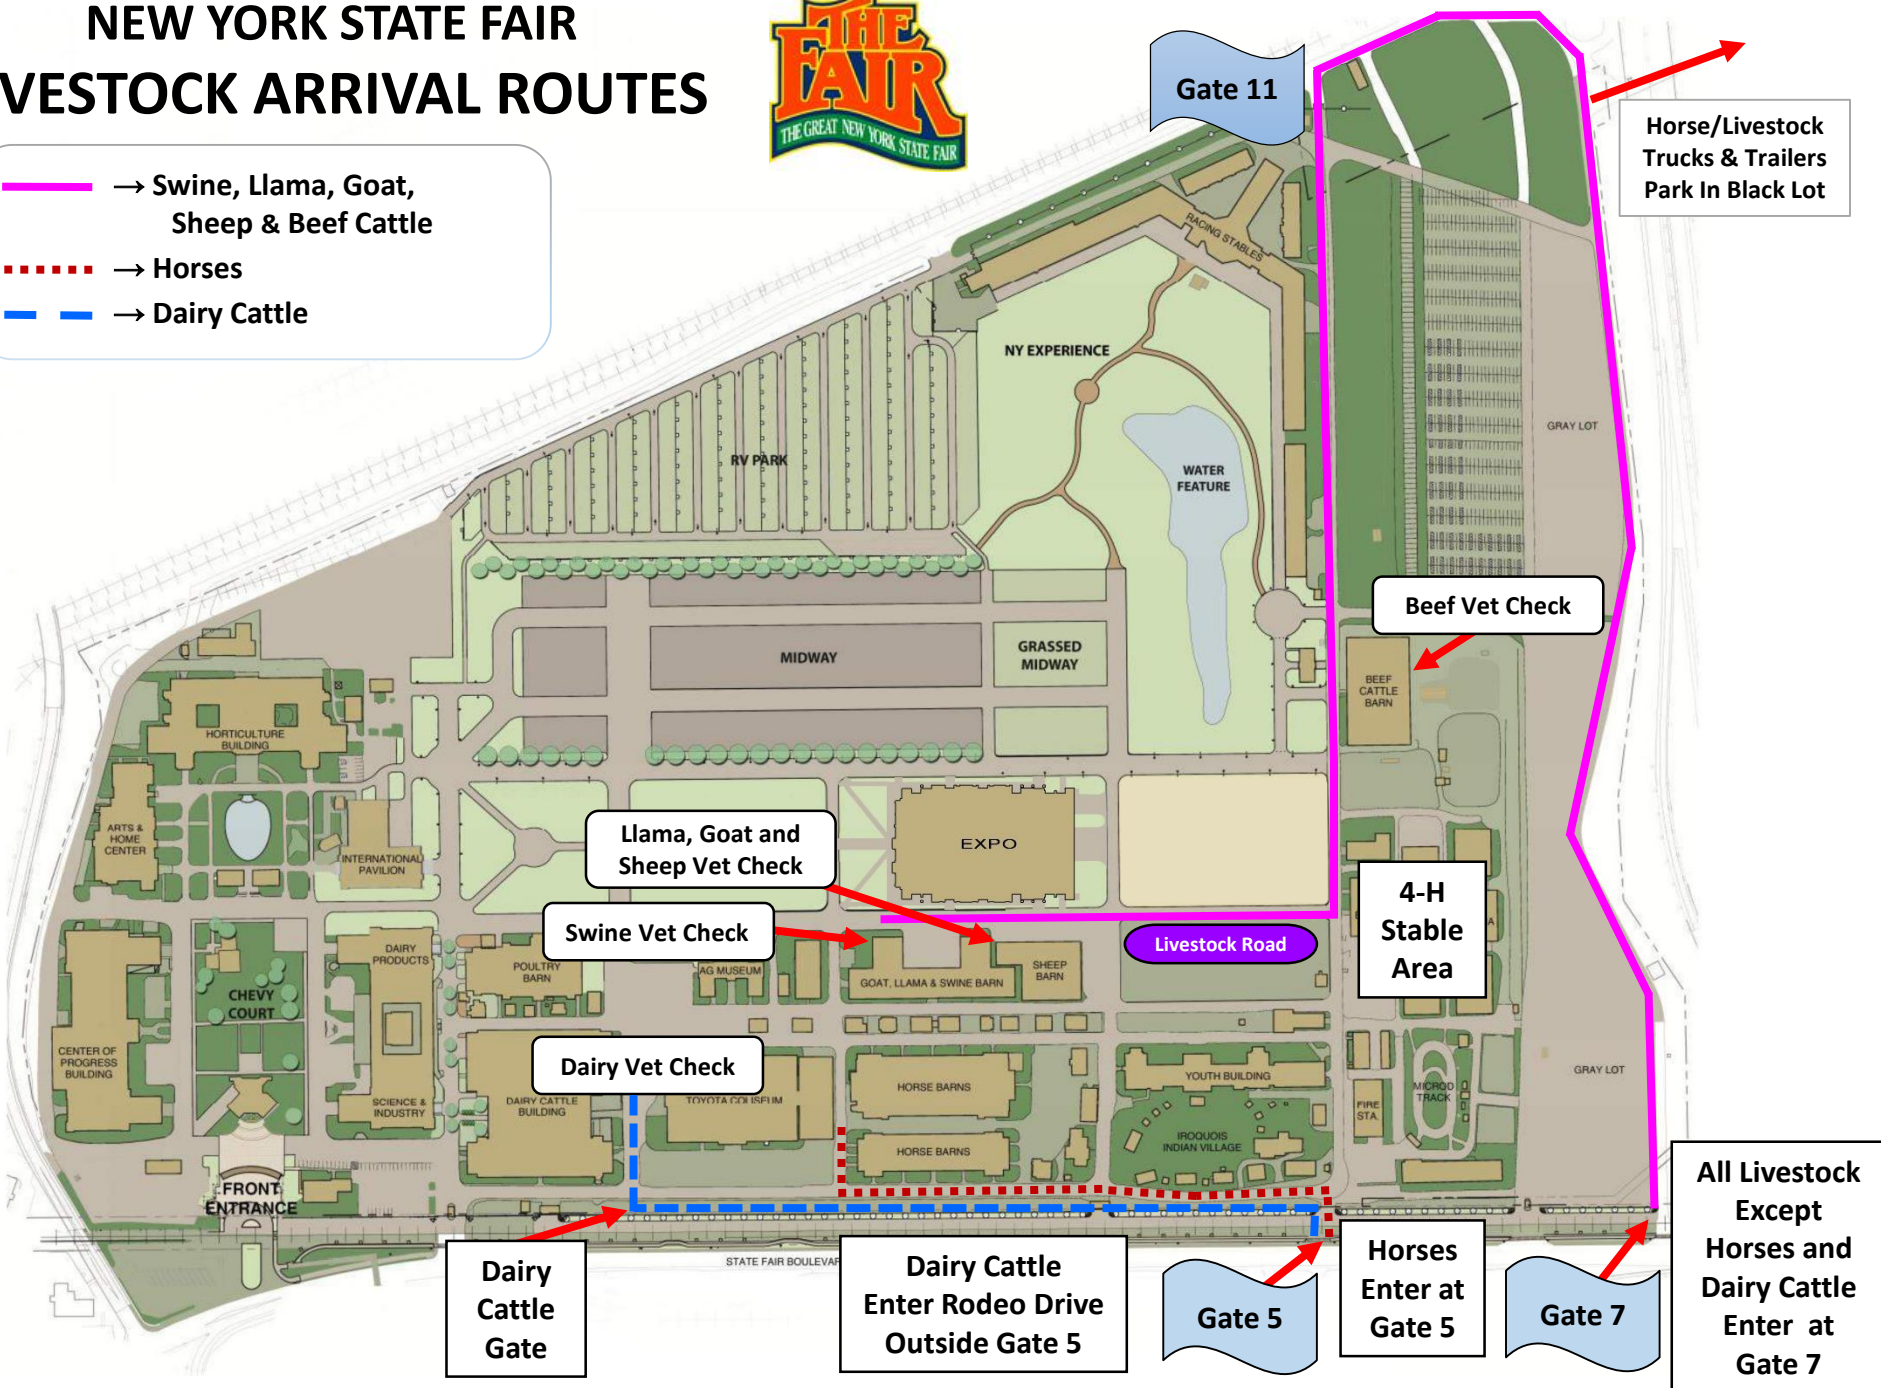 NEW YORK STATE FAIR
VESTOCK ARRIVAL ROUTES
THE
FAIR
THE GREAT NEW YORK STATE FAIR
→ Swine, Llama, Goat,
Sheep & Beef Cattle
→ Horses
→ Dairy Cattle
Gate 11
Horse/Livestock
Trucks & Trailers
Park In Black Lot
RACING STABLES
NY EXPERIENCE
WATER
FEATURE
RV PARK
GRAY LOT
Beef Vet Check
BEEF
CATTLE
BARN
MIDWAY
GRASSED
MIDWAY
HORTICULTURE
BUILDING
ARTS &
HOME
CENTER
INTERNATIONAL
PAVILION
Llama, Goat and
Sheep Vet Check
EXPO
4-H
Stable
Area
A
Swine Vet Check
Livestock Road
DAIRY
PRODUCTS
POULTRY
BARN
AG MUSEUM
GOAT, LLAMA & SWINE BARN
SHEEP
BARN
CHEVY
COURT
CENTER OF
PROGRESS
BUILDING
SCIENCE &
INDUSTRY
Dairy Vet Check
DAIRY CATTLE
BUILDING
TOYOTA COLISEUM
HORSE BARNS
HORSE BARNS
YOUTH BUILDING
IROQUOIS
INDIAN VILLAGE
FIRE
STA.
MICROD
TRACK
GRAY LOT
FRONT
ENTRANCE
STATE FAIR BOULEVAR
Dairy
Cattle
Gate
Dairy Cattle
Enter Rodeo Drive
Outside Gate 5
Gate 5
Horses
Enter at
Gate 5
Gate 7
All Livestock
Except
Horses and
Dairy Cattle
Enter at
Gate 7